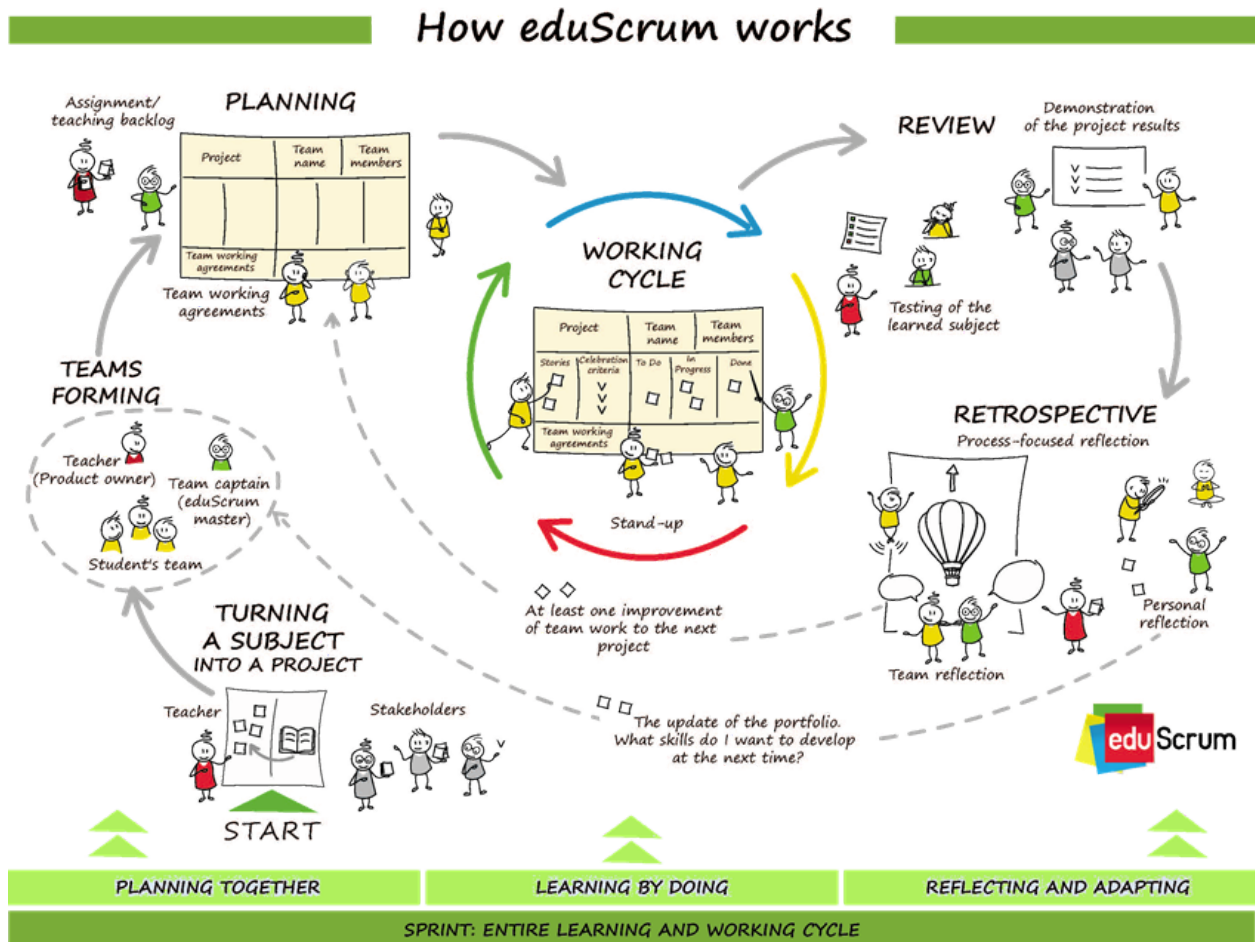 How eduScrum works
Assignment/
teaching backlog
PLANNING
Project
Team
name
Team
members
Team working
agreements
Team working
agreements
TEAMS
FORMING
Teacher
(Product owner)
Team captain
(eduScrum
master)
Student's team
TURNING
A SUBJECT
INTO A PROJECT
Teacher
Stakeholders
START
WORKING
CYCLE
Project
Team
name
Team
members
Stories
Celebration
criteria
To Do
In
Progress
Done
Team working
agreements
Stand-up
At least one improvement
of team work to the next
project
The update of the portfolio.
What skills do I want to develop
at the next time?
REVIEW
Demonstration
of the project results
Testing of the
learned subject
RETROSPECTIVE
Process-focused reflection
Personal
reflection
Team reflection
eduScrum
PLANNING TOGETHER
LEARNING BY DOING
REFLECTING AND ADAPTING
SPRINT: ENTIRE LEARNING AND WORKING CYCLE